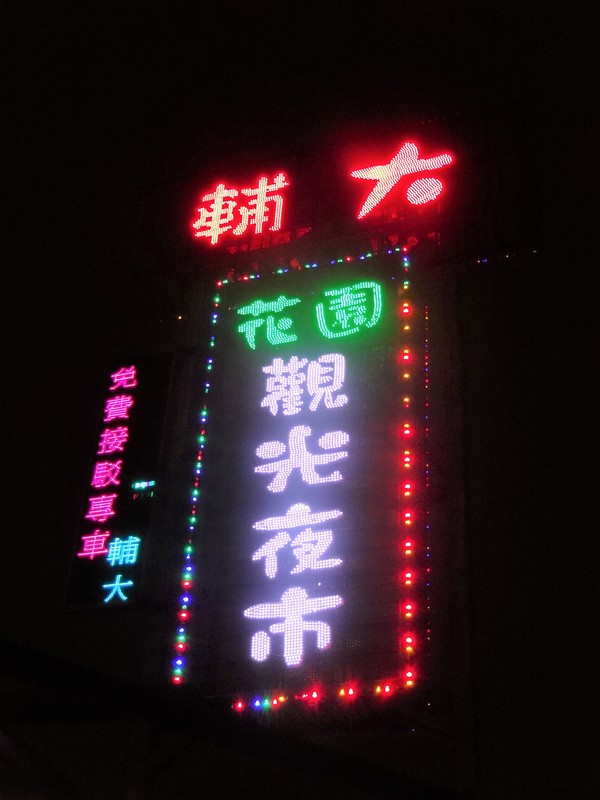 輔大
花園
觀光夜市
免費接駁專車
輔大